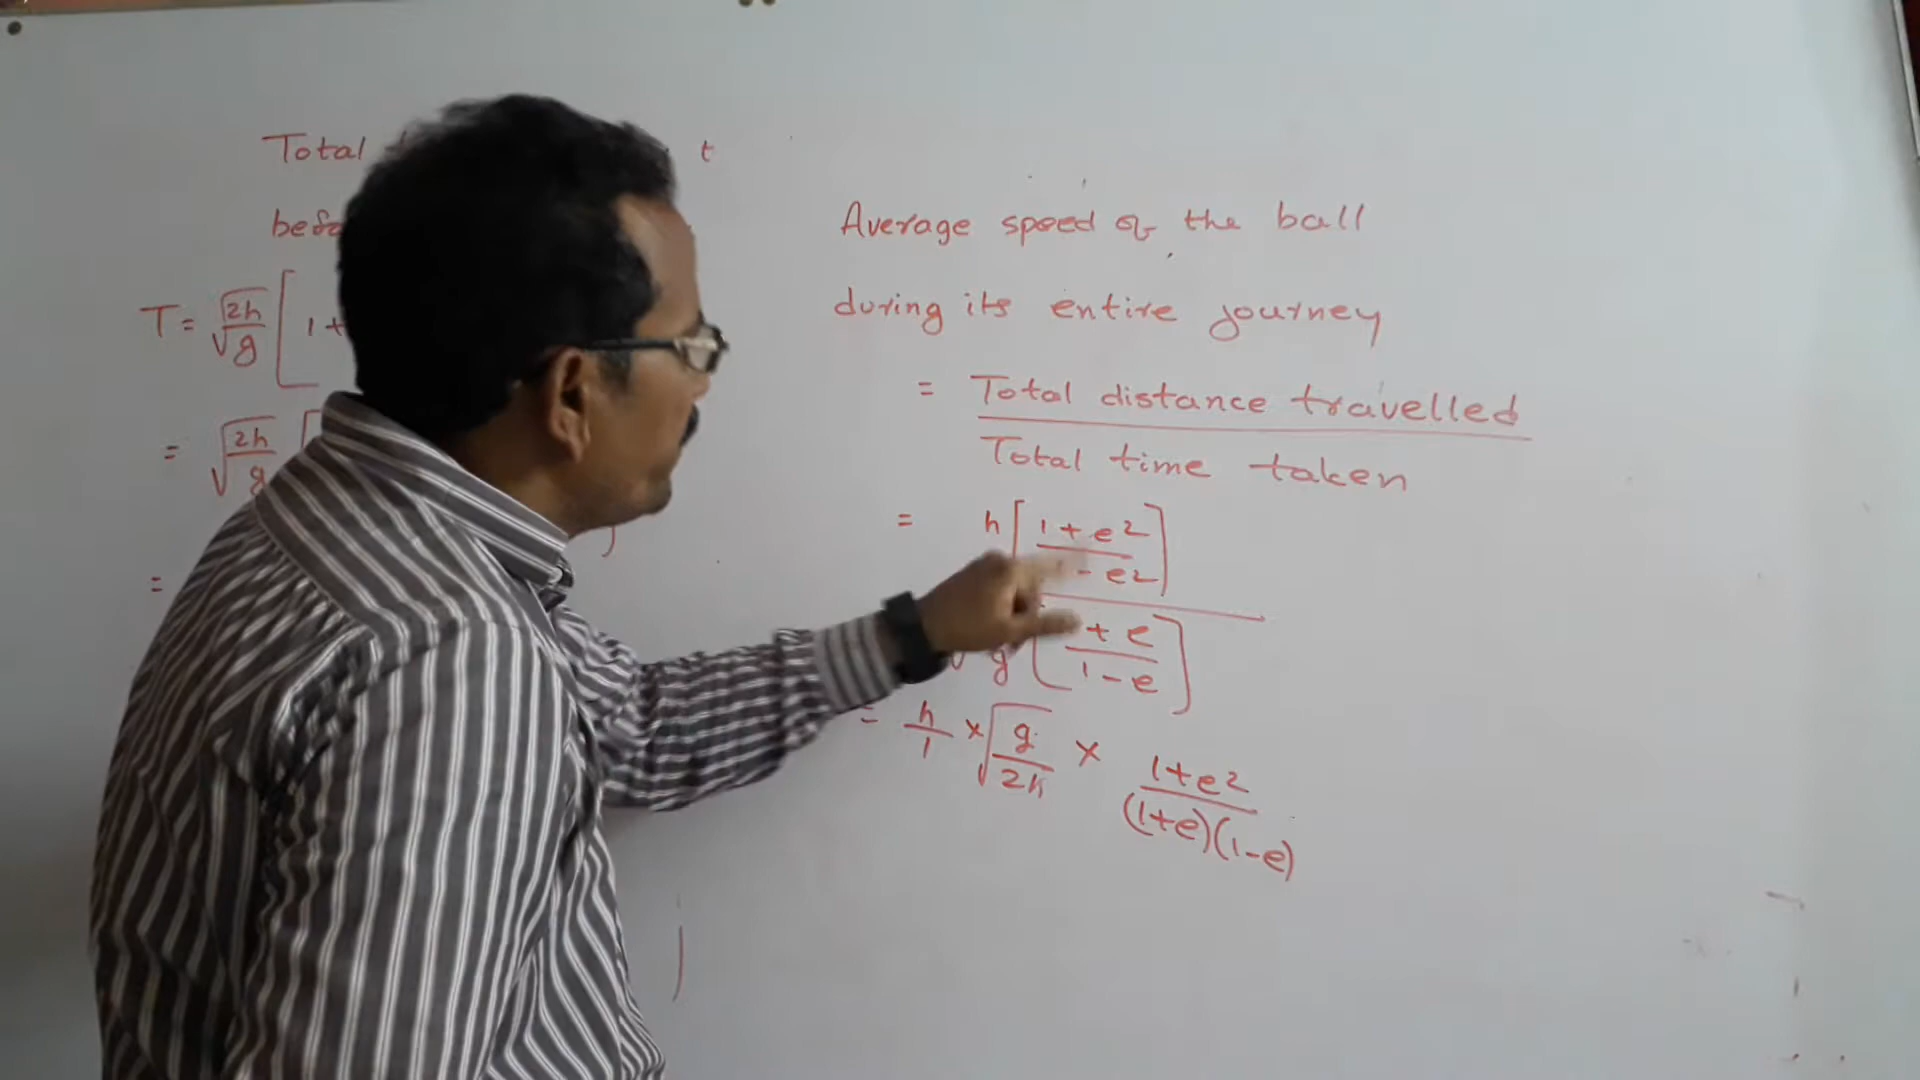 Total t
T = √(2h/g) [ 1 +
= √(2h/g) [
=
Average speed of the ball
during its entire journey
= Total distance travelled
Total time taken
= h [ 1 + e2
- e2 ]
g [ + e
1 - e ]
= h/1 × √(g/2h) × 1+e2
(1+e)(1-e)